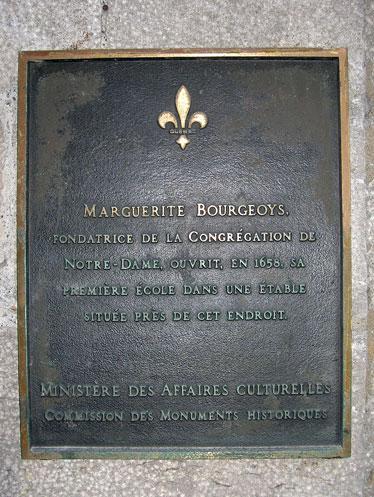 QUÉBEC
MARGUERITE BOURGEOYS,
FONDATRICE DE LA CONGRÉGATION DE
NOTRE-DAME, OUVRIT, EN 1658, SA
PREMIÈRE ÉCOLE DANS UNE ÉTABLE
SITUÉE PRÈS DE CET ENDROIT.
MINISTÈRE DES AFFAIRES CULTURELLES
COMMISSION DES MONUMENTS HISTORIQUES